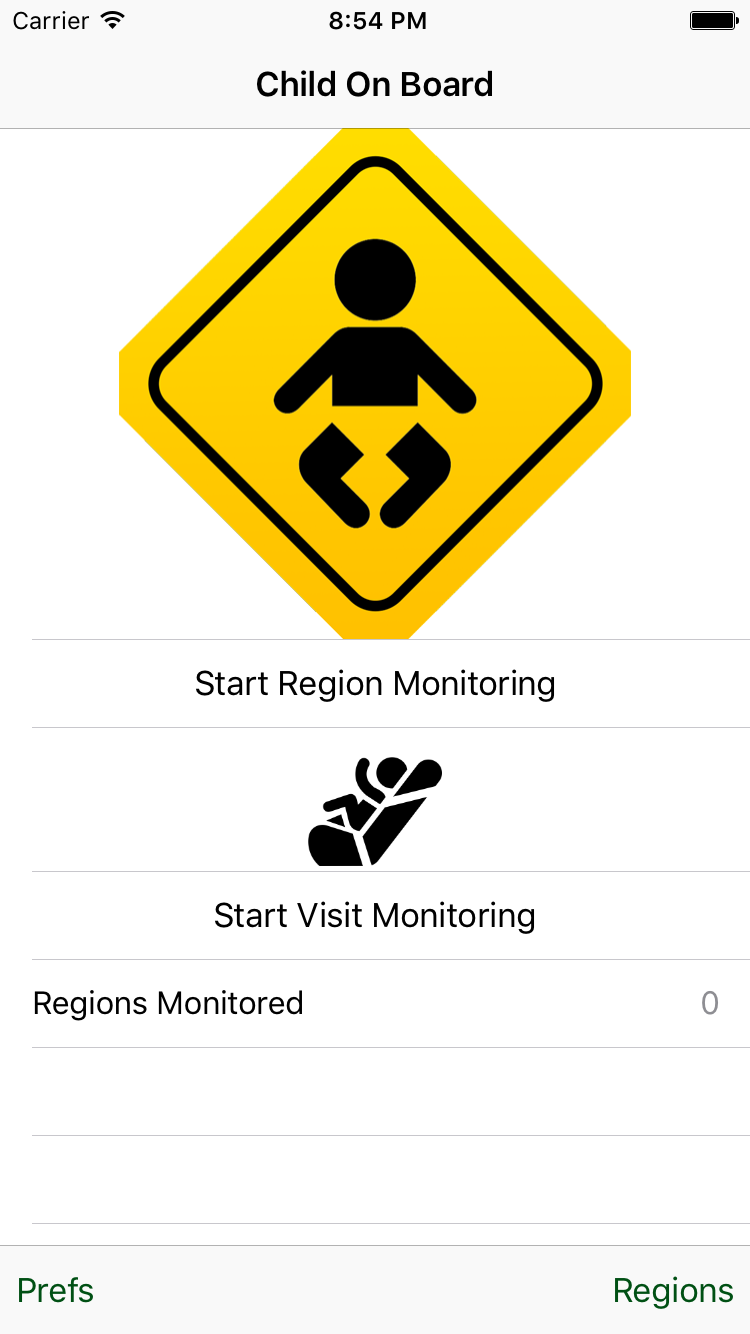 Carrier 8:54 PM
Child On Board
Start Region Monitoring
Start Visit Monitoring
Regions Monitored 0
Prefs Regions